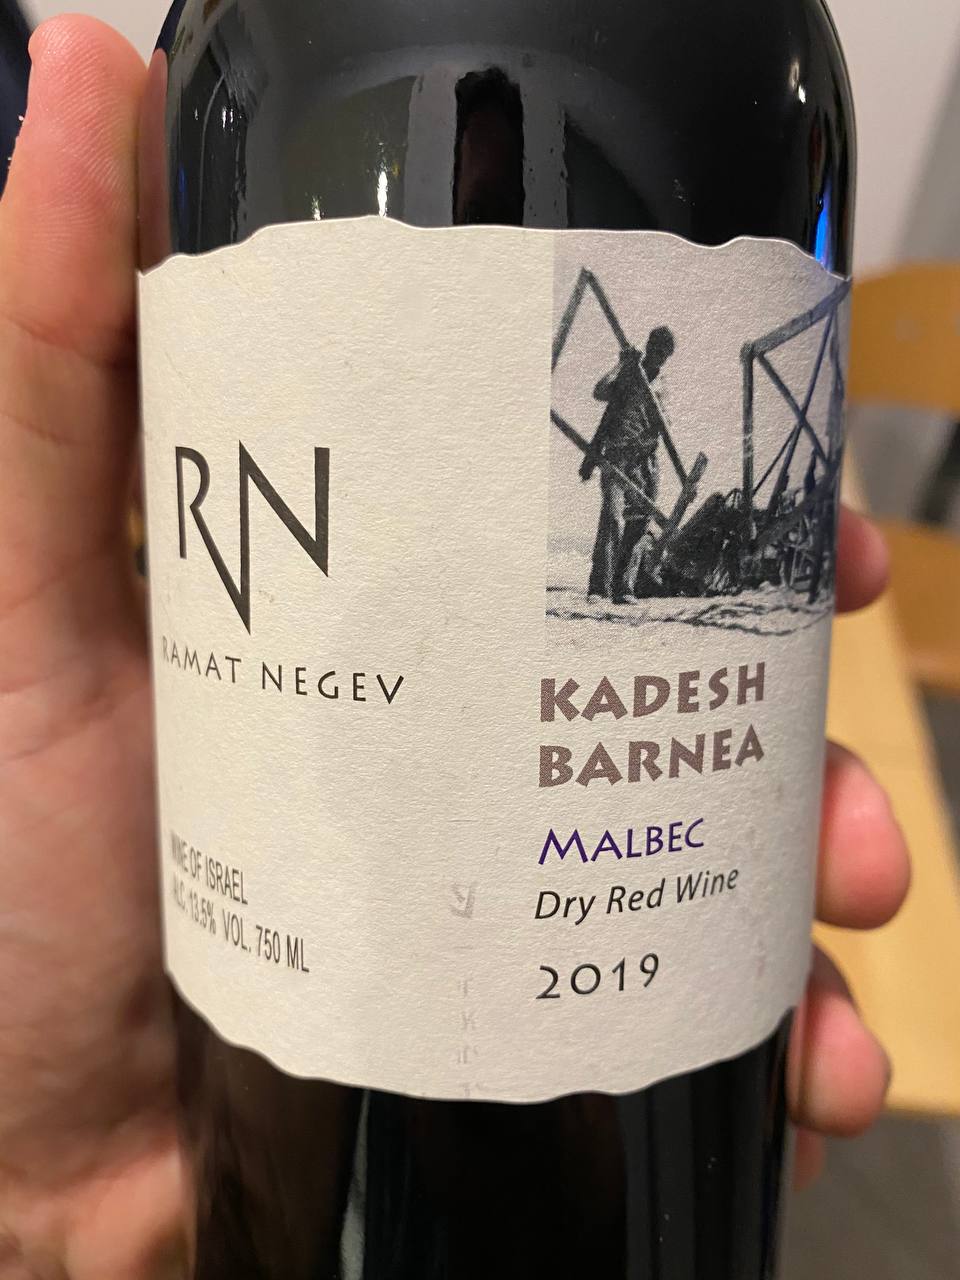 RN
RAMAT NEGEV
WINE OF ISRAEL
ALC. 13.5% VOL. 750 ML
KADESH
BARNEA
MALBEC
Dry Red Wine
2019